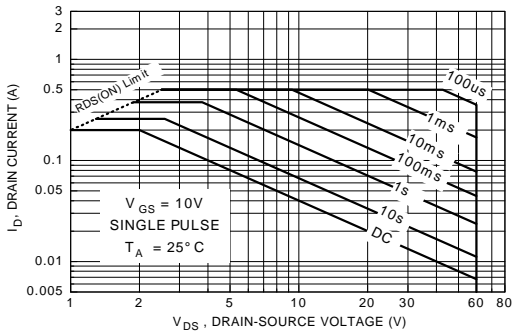 3
2
1
0.5
0.1
0.05
0.01
0.005
I_D, DRAIN CURRENT (A)
RDS(ON) Limit
100us
1ms
10ms
100ms
1s
10s
DC
V_GS = 10V
SINGLE PULSE
T_A = 25°C
1 2 5 10 20 30 60 80
V_DS , DRAIN-SOURCE VOLTAGE (V)